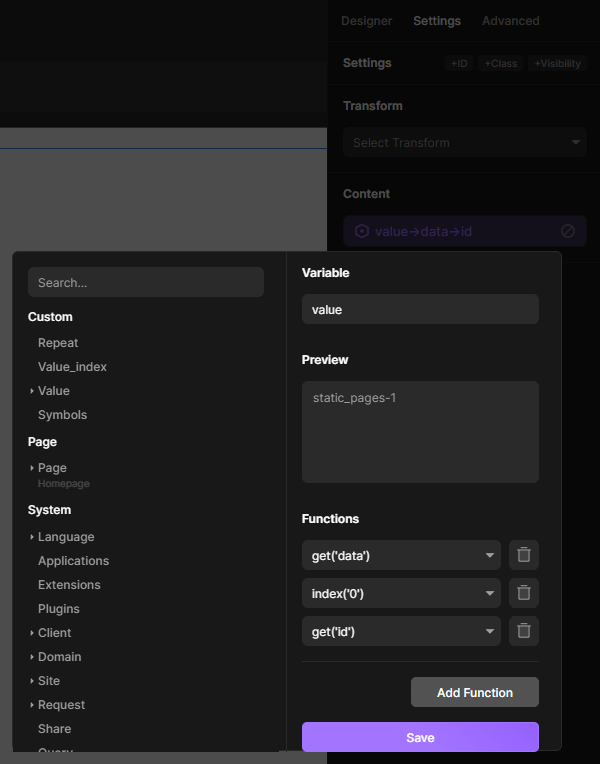 Designer Settings Advanced
Settings +ID +Class +Visibility
Transform
Select Transform
Content
value→data→id
Search...
Custom
Repeat
Value_index
Value
Symbols
Page
Page
Homepage
System
Language
Applications
Extensions
Plugins
Client
Domain
Site
Request
Share
Query
Variable
value
Preview
static_pages-1
Functions
get('data')
index('0')
get('id')
Add Function
Save